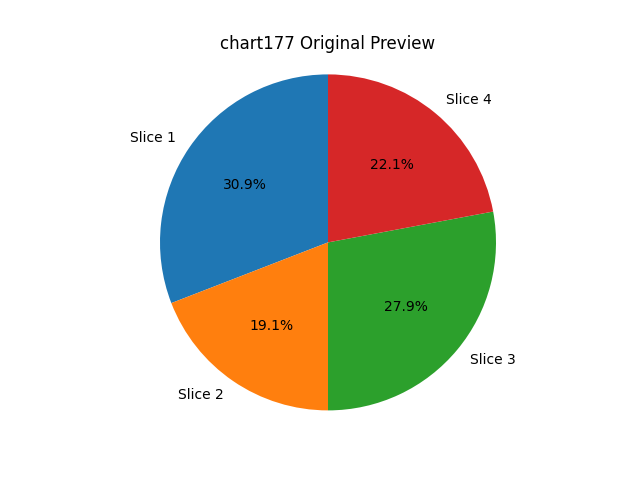 chart177 Original Preview
Slice 4
Slice 1
22.1%
30.9%
27.9%
19.1%
Slice 3
Slice 2